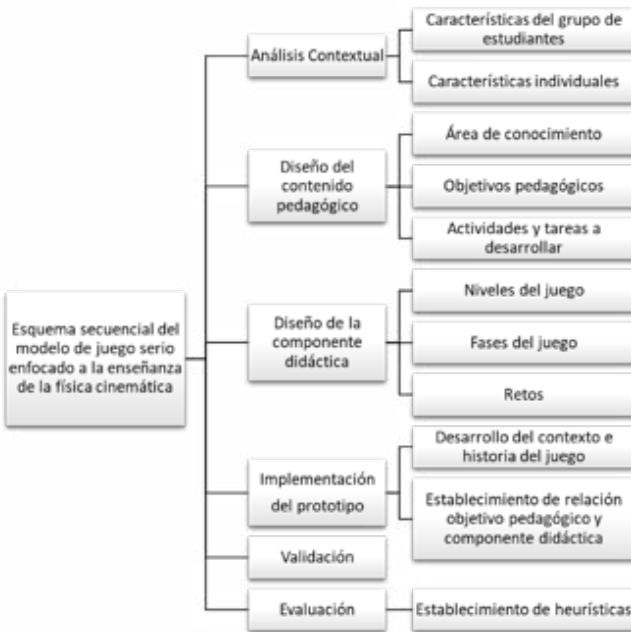 Esquema secuencial del
modelo de juego serio
enfocado a la enseñanza
de la física cinemática
Análisis Contextual
Características del grupo de
estudiantes
Características individuales
Diseño del
contenido
pedagógico
Área de conocimiento
Objetivos pedagógicos
Actividades y tareas a
desarrollar
Diseño de la
componente
didáctica
Niveles del juego
Fases del juego
Retos
Implementación
del prototipo
Desarrollo del contexto e
historia del juego
Establecimiento de relación
objetivo pedagógico y
componente didáctica
Validación
Evaluación
Establecimiento de heurísticas